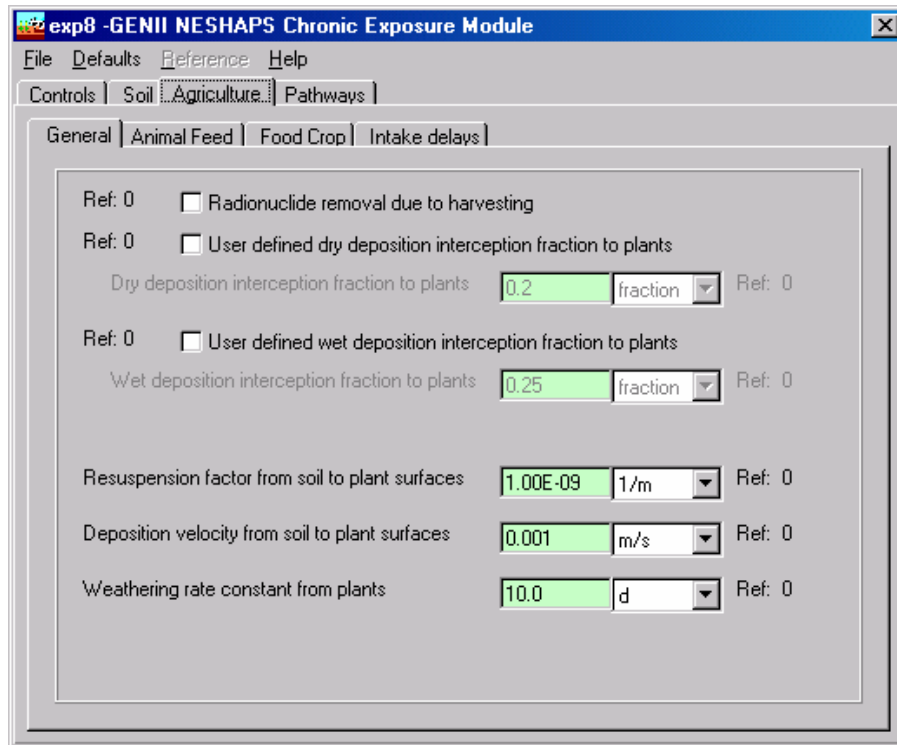 exp8 -GENII NESHAPS Chronic Exposure Module
File Defaults Reference Help
Controls Soil Agriculture Pathways
General Animal Feed Food Crop Intake delays
Ref: 0 Radionuclide removal due to harvesting
Ref: 0 User defined dry deposition interception fraction to plants
Dry deposition interception fraction to plants 0.2 fraction Ref: 0
Ref: 0 User defined wet deposition interception fraction to plants
Wet deposition interception fraction to plants 0.25 fraction Ref: 0
Resuspension factor from soil to plant surfaces 1.00E-09 1/m Ref: 0
Deposition velocity from soil to plant surfaces 0.001 m/s Ref: 0
Weathering rate constant from plants 10.0 d Ref: 0